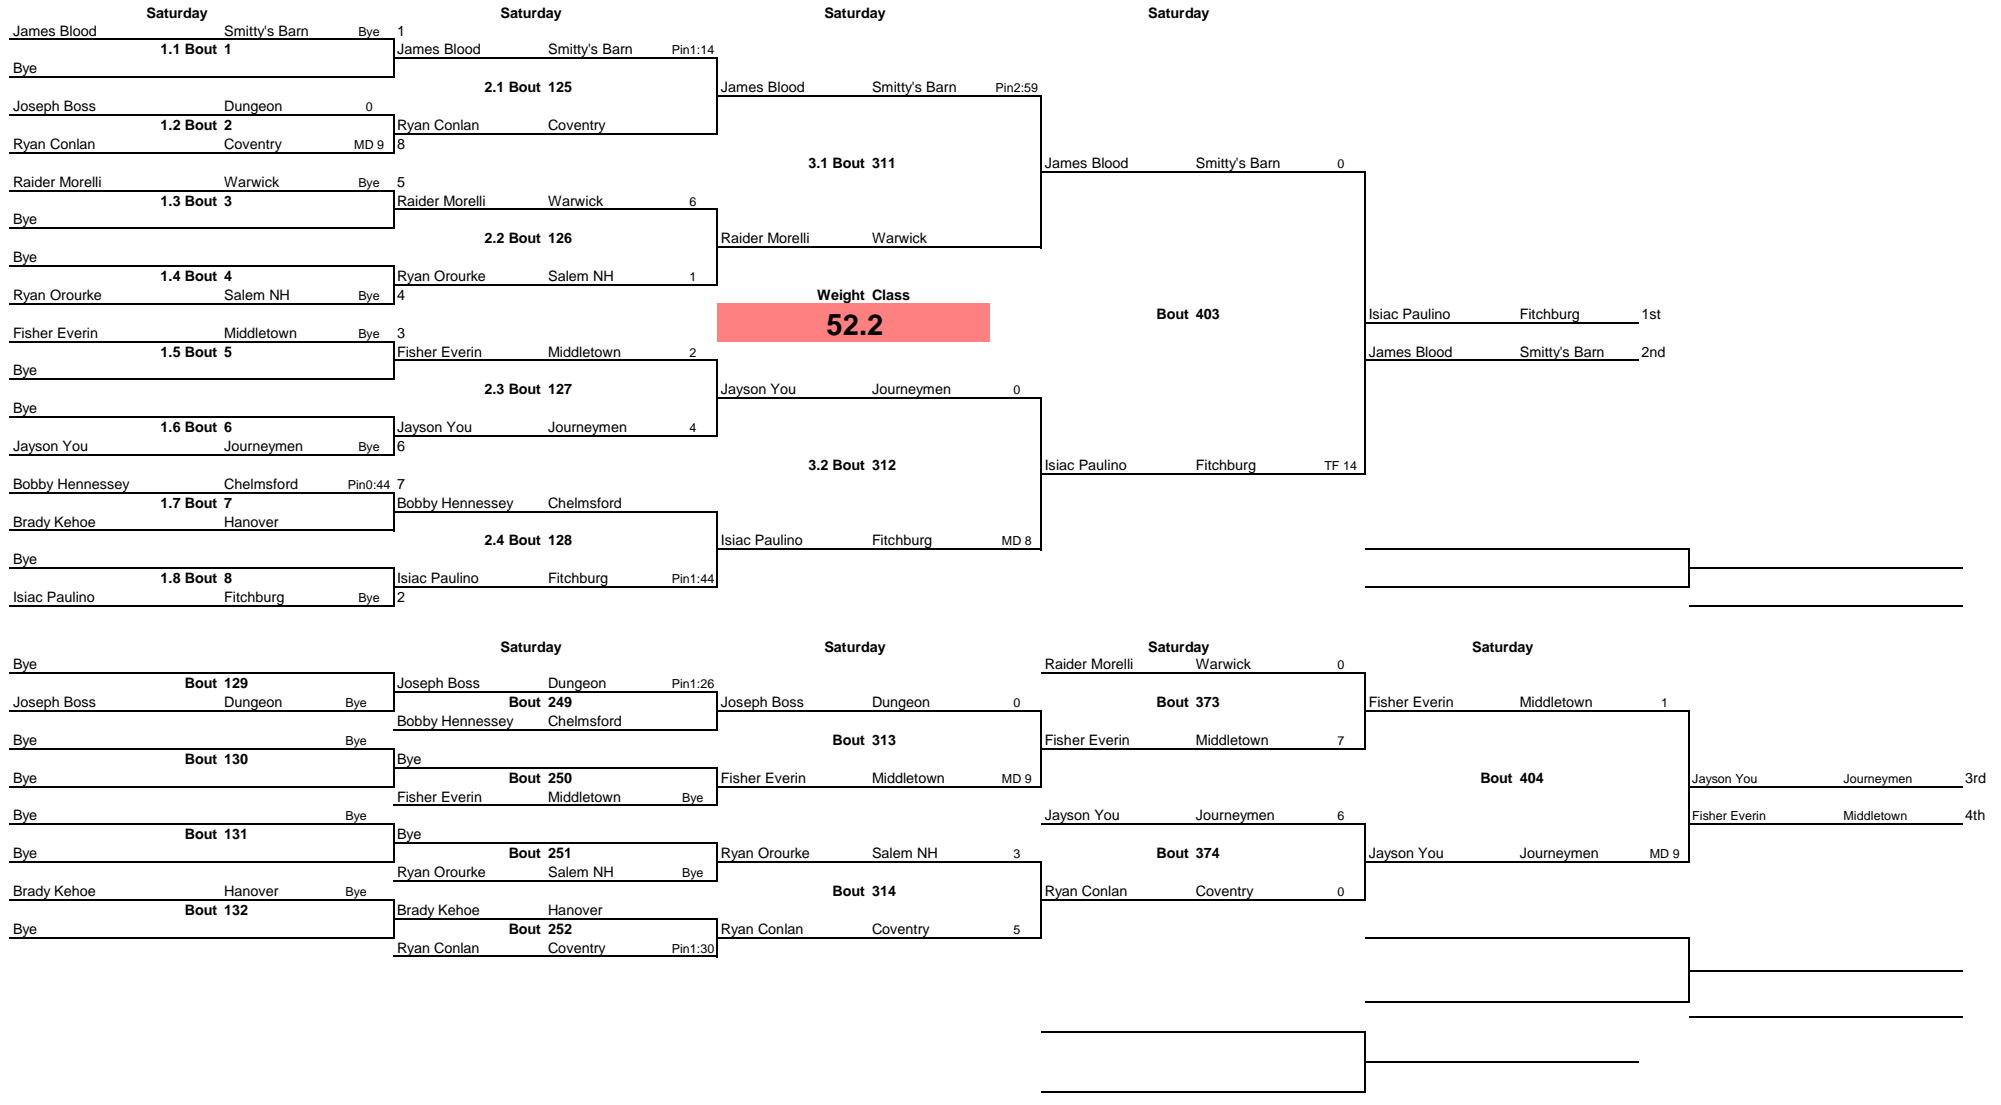 Saturday Saturday Saturday Saturday
James Blood Smitty's Barn Bye 1
1.1 Bout 1 James Blood Smitty's Barn Pin1:14
Bye
2.1 Bout 125 James Blood Smitty's Barn Pin2:59
Joseph Boss Dungeon 0
1.2 Bout 2 Ryan Conlan Coventry
Ryan Conlan Coventry MD 9 8
3.1 Bout 311 James Blood Smitty's Barn 0
Raider Morelli Warwick Bye 5
1.3 Bout 3 Raider Morelli Warwick 6
Bye
2.2 Bout 126 Raider Morelli Warwick
Bye
1.4 Bout 4 Ryan Orourke Salem NH 1
Ryan Orourke Salem NH Bye 4 Weight Class
52.2 Bout 403 Isiac Paulino Fitchburg 1st
Fisher Everin Middletown Bye 3
1.5 Bout 5 Fisher Everin Middletown 2 James Blood Smitty's Barn 2nd
Bye
2.3 Bout 127 Jayson You Journeymen 0
Bye
1.6 Bout 6 Jayson You Journeymen 4
Jayson You Journeymen Bye 6
3.2 Bout 312 Isiac Paulino Fitchburg TF 14
Bobby Hennessey Chelmsford Pin0:44 7
1.7 Bout 7 Bobby Hennessey Chelmsford
Brady Kehoe Hanover
2.4 Bout 128 Isiac Paulino Fitchburg MD 8
Bye
1.8 Bout 8 Isiac Paulino Fitchburg Pin1:44
Isiac Paulino Fitchburg Bye 2
Saturday Saturday Saturday Saturday
Bye Raider Morelli Warwick 0
Bout 129 Joseph Boss Dungeon Pin1:26
Joseph Boss Dungeon Bye Bout 249 Joseph Boss Dungeon 0 Bout 373 Fisher Everin Middletown 1
Bobby Hennessey Chelmsford
Bye Bye Bout 313 Fisher Everin Middletown 7
Bout 130 Bye
Bye Bout 250 Fisher Everin Middletown MD 9 Bout 404 Jayson You Journeymen 3rd
Fisher Everin Middletown Bye
Bye Bye Jayson You Journeymen 6 Fisher Everin Middletown 4th
Bout 131 Bye
Bye Bout 251 Ryan Orourke Salem NH 3 Bout 374 Jayson You Journeymen MD 9
Ryan Orourke Salem NH Bye
Brady Kehoe Hanover Bye Bout 314 Ryan Conlan Coventry 0
Bout 132 Brady Kehoe Hanover
Bye Bout 252 Ryan Conlan Coventry 5
Ryan Conlan Coventry Pin1:30